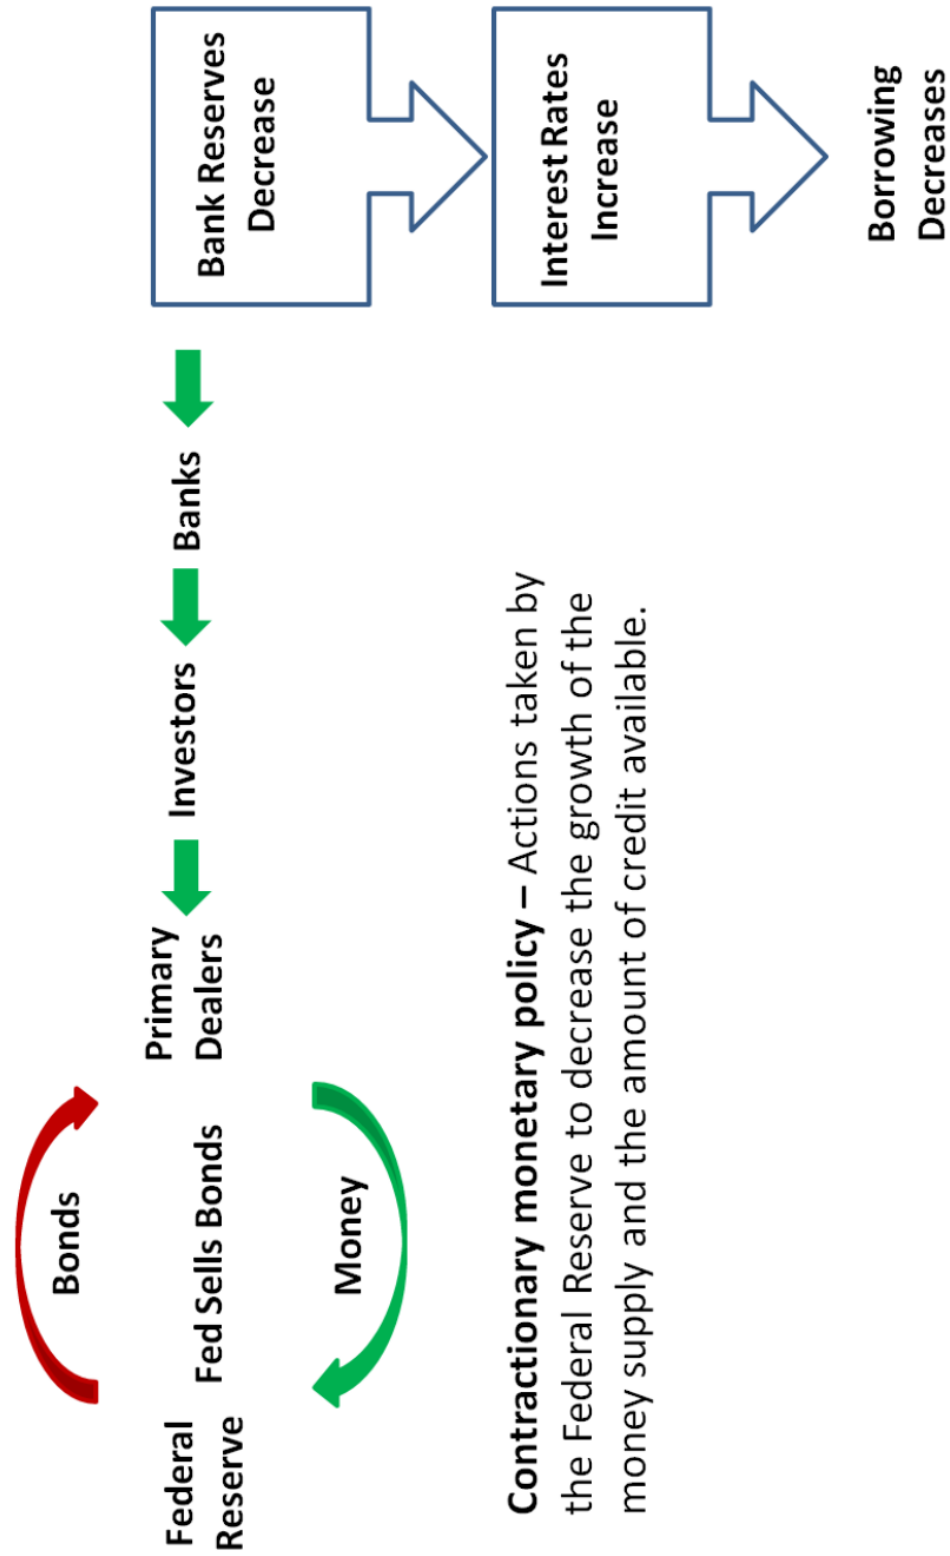 Bonds
Federal
Reserve
Fed Sells Bonds
Money
Primary
Dealers
Investors
Banks
Bank Reserves
Decrease
Interest Rates
Increase
Borrowing
Decreases
Contractionary monetary policy – Actions taken by
the Federal Reserve to decrease the growth of the
money supply and the amount of credit available.